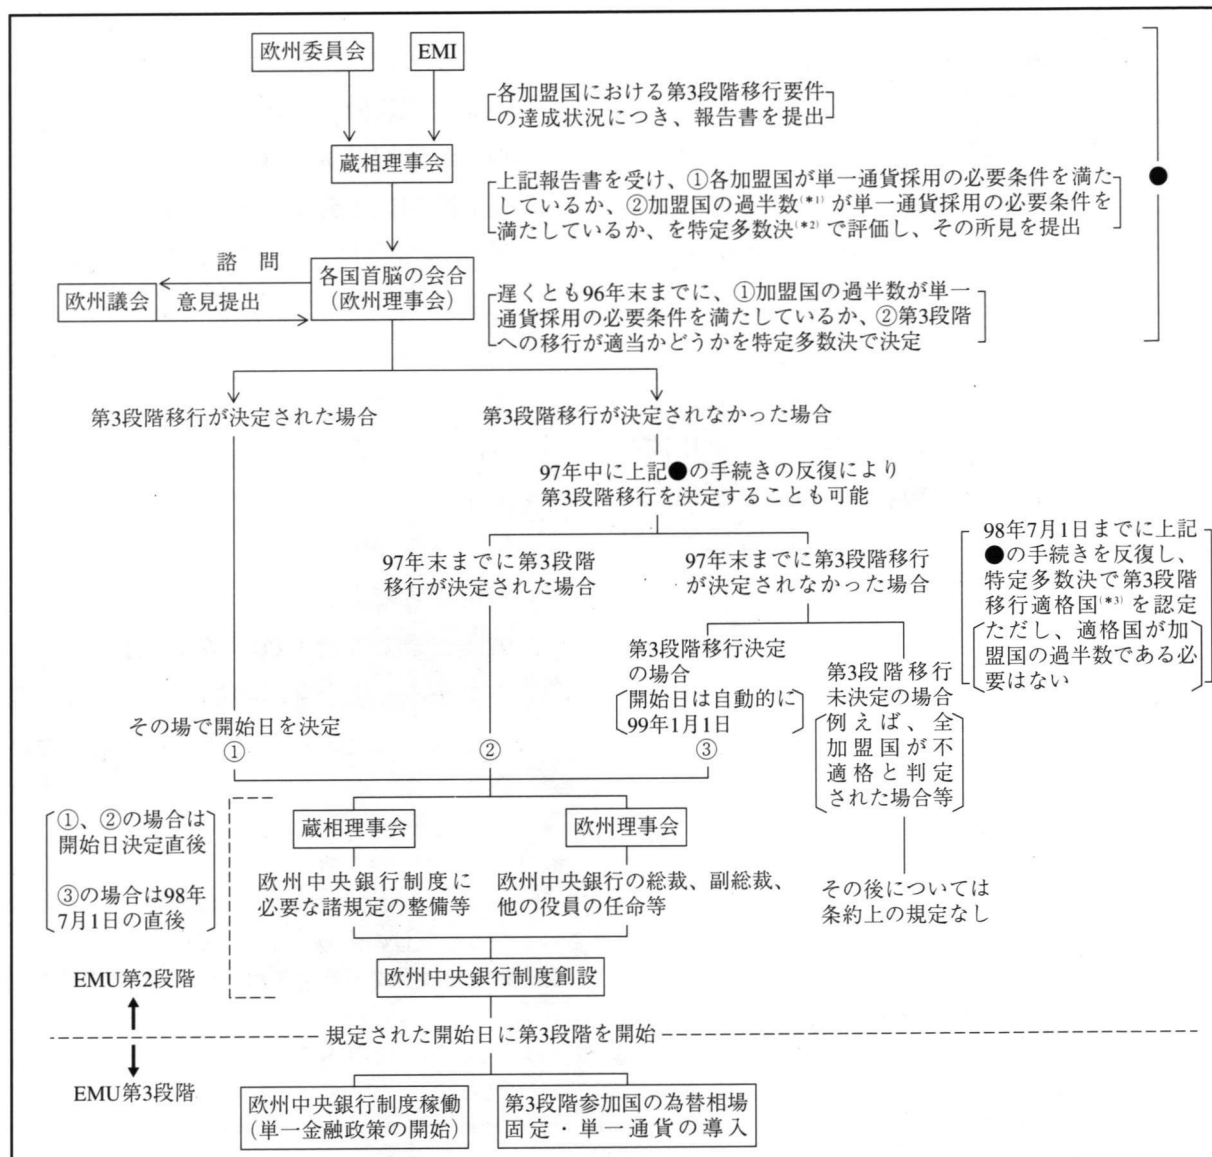 欧州委員会
EMI
各加盟国における第3段階移行要件
の達成状況につき、報告書を提出
蔵相理事会
上記報告書を受け、①各加盟国が単一通貨採用の必要条件を満た
しているか、②加盟国の過半数(*1)が単一通貨採用の必要条件を
満たしているか、を特定多数決(*2)で評価し、その所見を提出
●
諮問
欧州議会
意見提出
各国首脳の会合
(欧州理事会)
遅くとも96年末までに、①加盟国の過半数が単一
通貨採用の必要条件を満たしているか、②第3段階
への移行が適当かどうかを特定多数決で決定
第3段階移行が決定された場合
第3段階移行が決定されなかった場合
97年中に上記●の手続きの反復により
第3段階移行を決定することも可能
97年末までに第3段階
移行が決定された場合
97年末までに第3段階移行
が決定されなかった場合
98年7月1日までに上記
●の手続きを反復し、
特定多数決で第3段階
移行適格国(*3)を認定
ただし、適格国が加
盟国の過半数である必
要はない
第3段階移行決定
の場合
開始日は自動的に
99年1月1日
第3段階移行
未決定の場合
例えば、全
加盟国が不
適格と判定
された場合等
その場で開始日を決定
①
②
③
①、②の場合は
開始日決定直後
③の場合は98年
7月1日の直後
蔵相理事会
欧州理事会
欧州中央銀行制度に
必要な諸規定の整備等
欧州中央銀行の総裁、副総裁、
他の役員の任命等
その後については
条約上の規定なし
欧州中央銀行制度創設
EMU第2段階
規定された開始日に第3段階を開始
EMU第3段階
欧州中央銀行制度稼働
(単一金融政策の開始)
第3段階参加国の為替相場
固定・単一通貨の導入